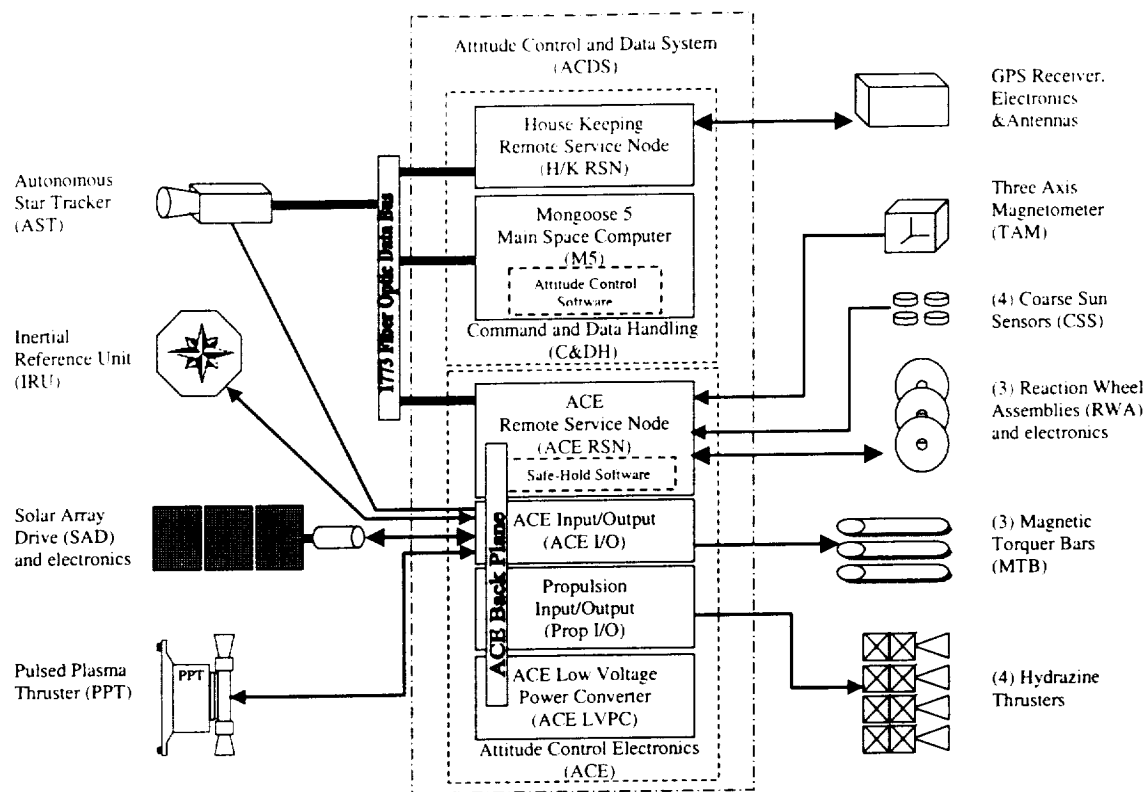 Attitude Control and Data System
(ACDS)
House Keeping
Remote Service Node
(H/K RSN)
Mongoose 5
Main Space Computer
(M5)
Attitude Control
Software
Command and Data Handling
(C&DH)
ACE
Remote Service Node
(ACE RSN)
Safe-Hold Software
ACE Input/Output
(ACE I/O)
Propulsion
Input/Output
(Prop I/O)
ACE Low Voltage
Power Converter
(ACE LVPC)
Attitude Control Electronics
(ACE)
1773 Fiber Optic Data Bus
ACE Back Plane
Autonomous
Star Tracker
(AST)
Inertial
Reference Unit
(IRU)
Solar Array
Drive (SAD)
and electronics
Pulsed Plasma
Thruster (PPT)
PPT
GPS Receiver,
Electronics
&Antennas
Three Axis
Magnetometer
(TAM)
(4) Coarse Sun
Sensors (CSS)
(3) Reaction Wheel
Assemblies (RWA)
and electronics
(3) Magnetic
Torquer Bars
(MTB)
(4) Hydrazine
Thrusters